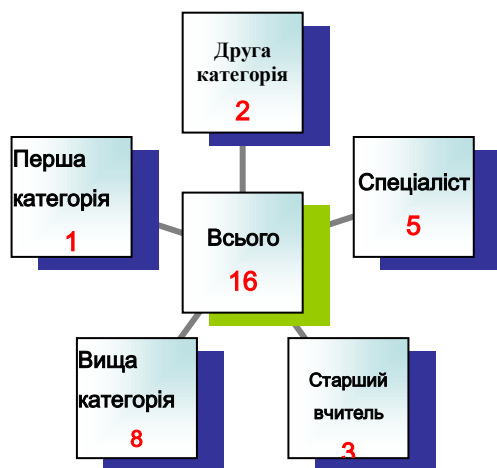 Друга
категорія
2
Перша
категорія
1
Всього
16
Спеціаліст
5
Вища
категорія
8
Старший
вчитель
3